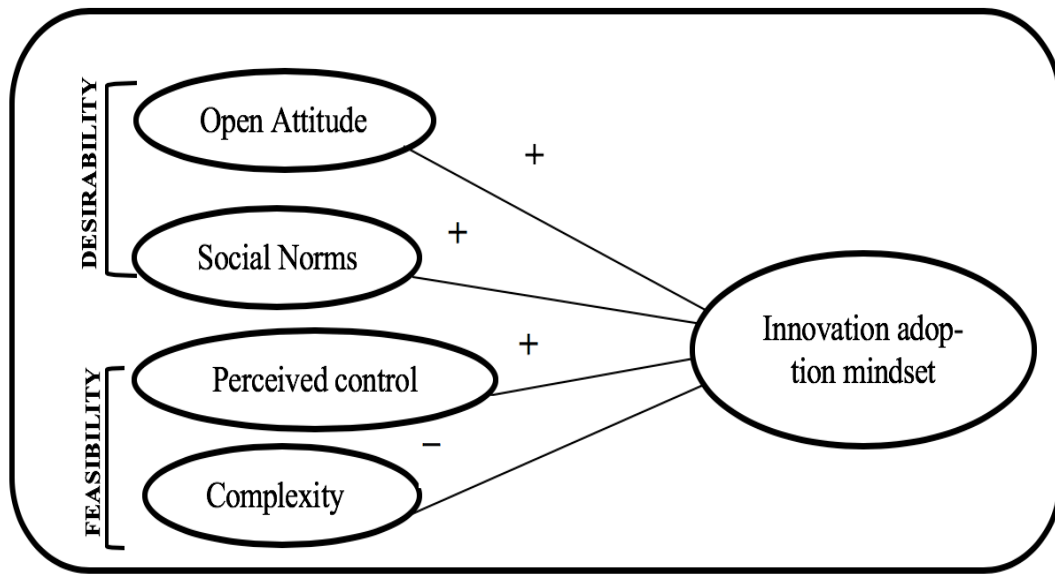 DESIRABILITY
Open Attitude
+
Social Norms
+
FEASIBILITY
Perceived control
+
Complexity
−
Innovation adop-
tion mindset